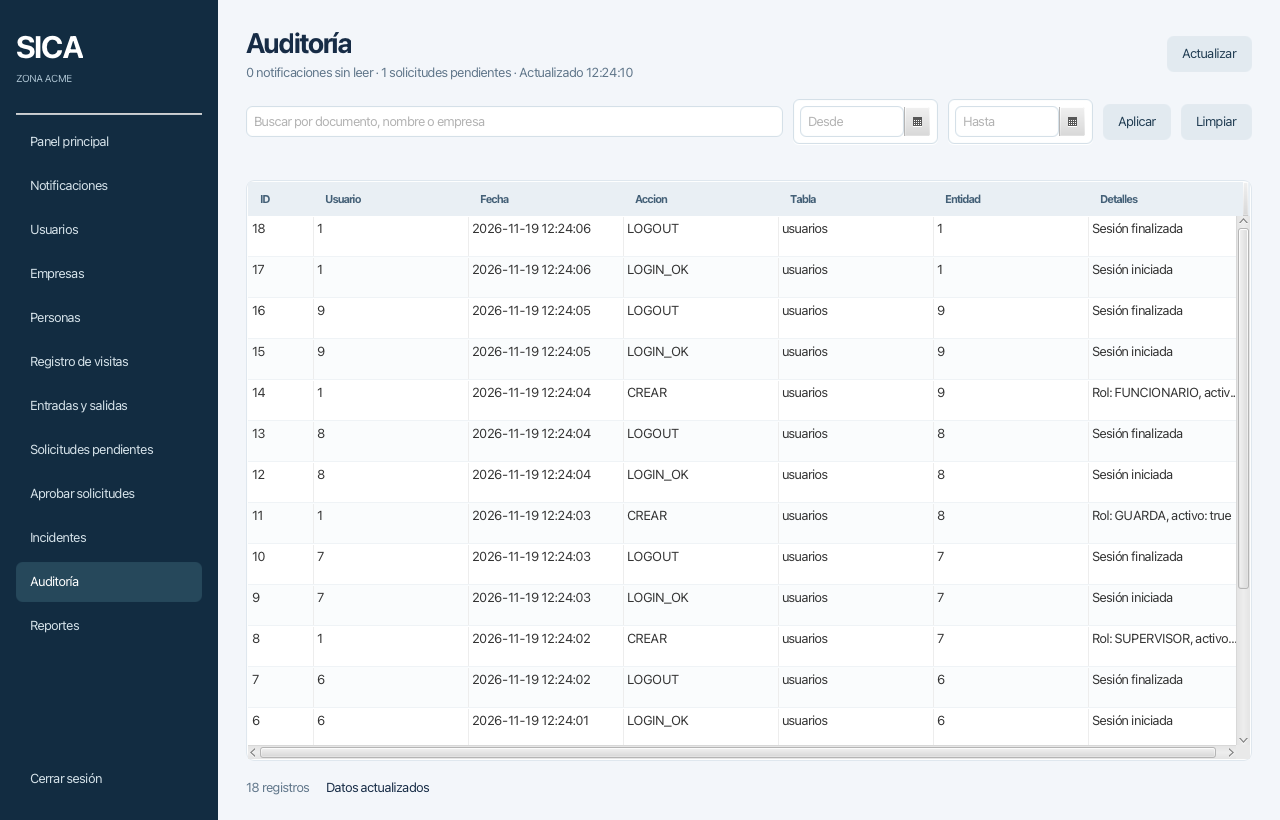 SICA
ZONA ACME
Panel principal
Notificaciones
Usuarios
Empresas
Personas
Registro de visitas
Entradas y salidas
Solicitudes pendientes
Aprobar solicitudes
Incidentes
Auditoría
Reportes
Cerrar sesión
Auditoría
0 notificaciones sin leer · 1 solicitudes pendientes · Actualizado 12:24:10
Actualizar
Buscar por documento, nombre o empresa Desde Hasta Aplicar Limpiar
ID Usuario Fecha Accion Tabla Entidad Detalles
18 1 2026-11-19 12:24:06 LOGOUT usuarios 1 Sesión finalizada
17 1 2026-11-19 12:24:06 LOGIN_OK usuarios 1 Sesión iniciada
16 9 2026-11-19 12:24:05 LOGOUT usuarios 9 Sesión finalizada
15 9 2026-11-19 12:24:05 LOGIN_OK usuarios 9 Sesión iniciada
14 1 2026-11-19 12:24:04 CREAR usuarios 9 Rol: FUNCIONARIO, activ...
13 8 2026-11-19 12:24:04 LOGOUT usuarios 8 Sesión finalizada
12 8 2026-11-19 12:24:04 LOGIN_OK usuarios 8 Sesión iniciada
11 1 2026-11-19 12:24:03 CREAR usuarios 8 Rol: GUARDA, activo: true
10 7 2026-11-19 12:24:03 LOGOUT usuarios 7 Sesión finalizada
9 7 2026-11-19 12:24:03 LOGIN_OK usuarios 7 Sesión iniciada
8 1 2026-11-19 12:24:02 CREAR usuarios 7 Rol: SUPERVISOR, activo...
7 6 2026-11-19 12:24:02 LOGOUT usuarios 6 Sesión finalizada
6 6 2026-11-19 12:24:01 LOGIN_OK usuarios 6 Sesión iniciada
18 registros Datos actualizados